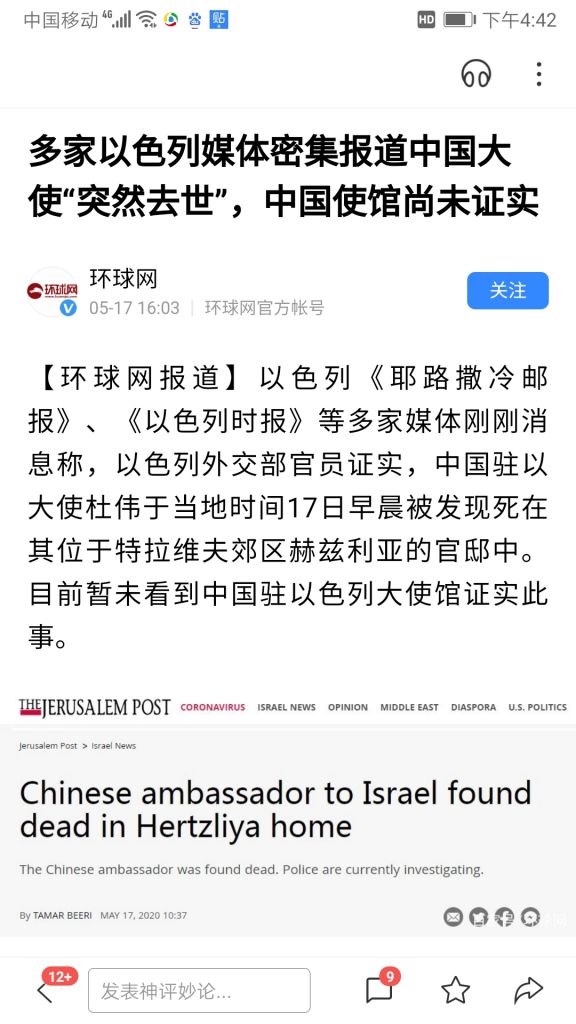 中国移动 4G HD 下午4:42
贴
多家以色列媒体密集报道中国大
使“突然去世”，中国使馆尚未证实
环球网
环球网
05-17 16:03 | 环球网官方帐号
关注
【环球网报道】以色列《耶路撒冷邮
报》、《以色列时报》等多家媒体刚刚消
息称，以色列外交部官员证实，中国驻以
大使杜伟于当地时间17日早晨被发现死在
其位于特拉维夫郊区赫兹利亚的官邸中。
目前暂未看到中国驻以色列大使馆证实此
事。
THE JERUSALEM POST CORONAVIRUS ISRAEL NEWS OPINION MIDDLE EAST DIASPORA U.S. POLITICS
Jerusalem Post > Israel News
Chinese ambassador to Israel found
dead in Hertzliya home
The Chinese ambassador was found dead. Police are currently investigating.
By TAMAR BEERI MAY 17, 2020 10:37
12+
发表神评妙论...
9